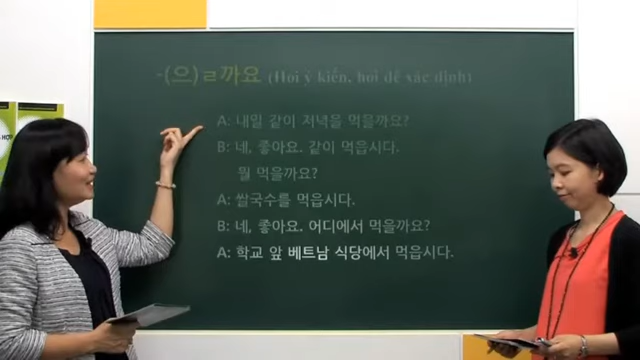 -(으)ㄹ까요 (Hỏi ý kiến, hỏi để xác định)
A: 내일 같이 저녁을 먹을까요?
B: 네, 좋아요. 같이 먹읍시다.
뭘 먹을까요?
A: 쌀국수를 먹읍시다.
B: 네, 좋아요. 어디에서 먹을까요?
A: 학교 앞 베트남 식당에서 먹읍시다.